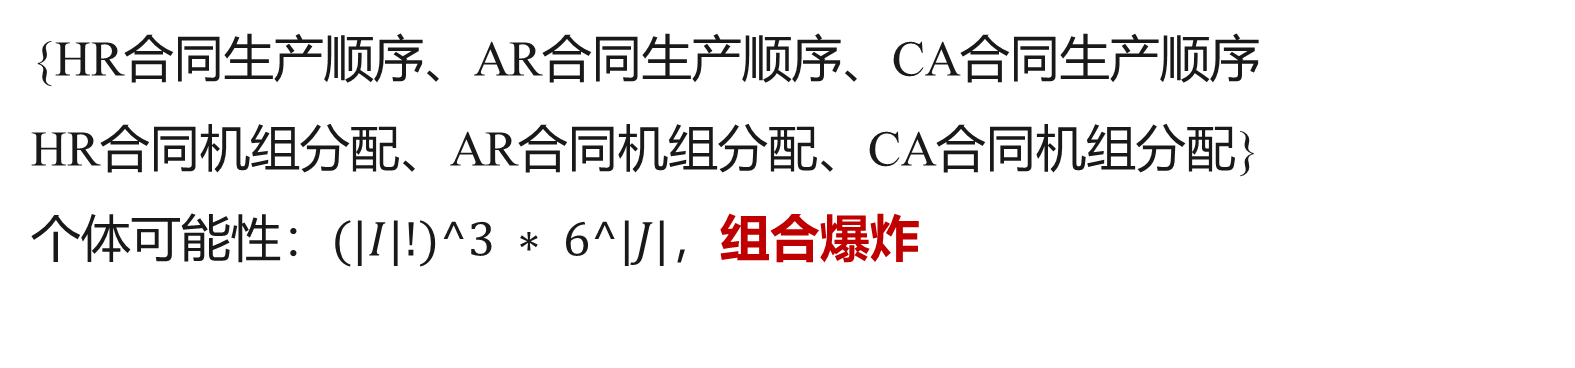 {HR合同生产顺序、AR合同生产顺序、CA合同生产顺序
HR合同机组分配、AR合同机组分配、CA合同机组分配}
个体可能性：(|I|!)^3 * 6^|J|，组合爆炸